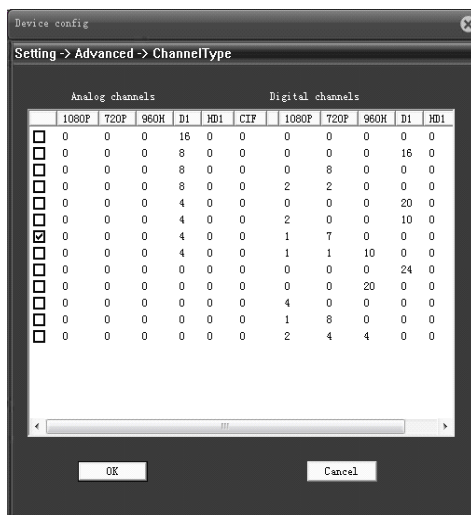 Device config
Setting -> Advanced -> ChannelType
Analog channels Digital channels
1080P 720P 960H D1 HD1 CIF 1080P 720P 960H D1 HD1
0 0 0 16 0 0 0 0 0 0 0
0 0 0 8 0 0 0 0 0 16 0
0 0 0 8 0 0 0 8 0 0 0
0 0 0 8 0 0 2 2 0 0 0
0 0 0 4 0 0 0 0 0 20 0
0 0 0 4 0 0 2 0 0 10 0
0 0 0 4 0 0 1 7 0 0 0
0 0 0 4 0 0 1 1 10 0 0
0 0 0 0 0 0 0 0 0 24 0
0 0 0 0 0 0 0 0 20 0 0
0 0 0 0 0 0 4 0 0 0 0
0 0 0 0 0 0 1 8 0 0 0
0 0 0 0 0 0 2 4 4 0 0
OK Cancel